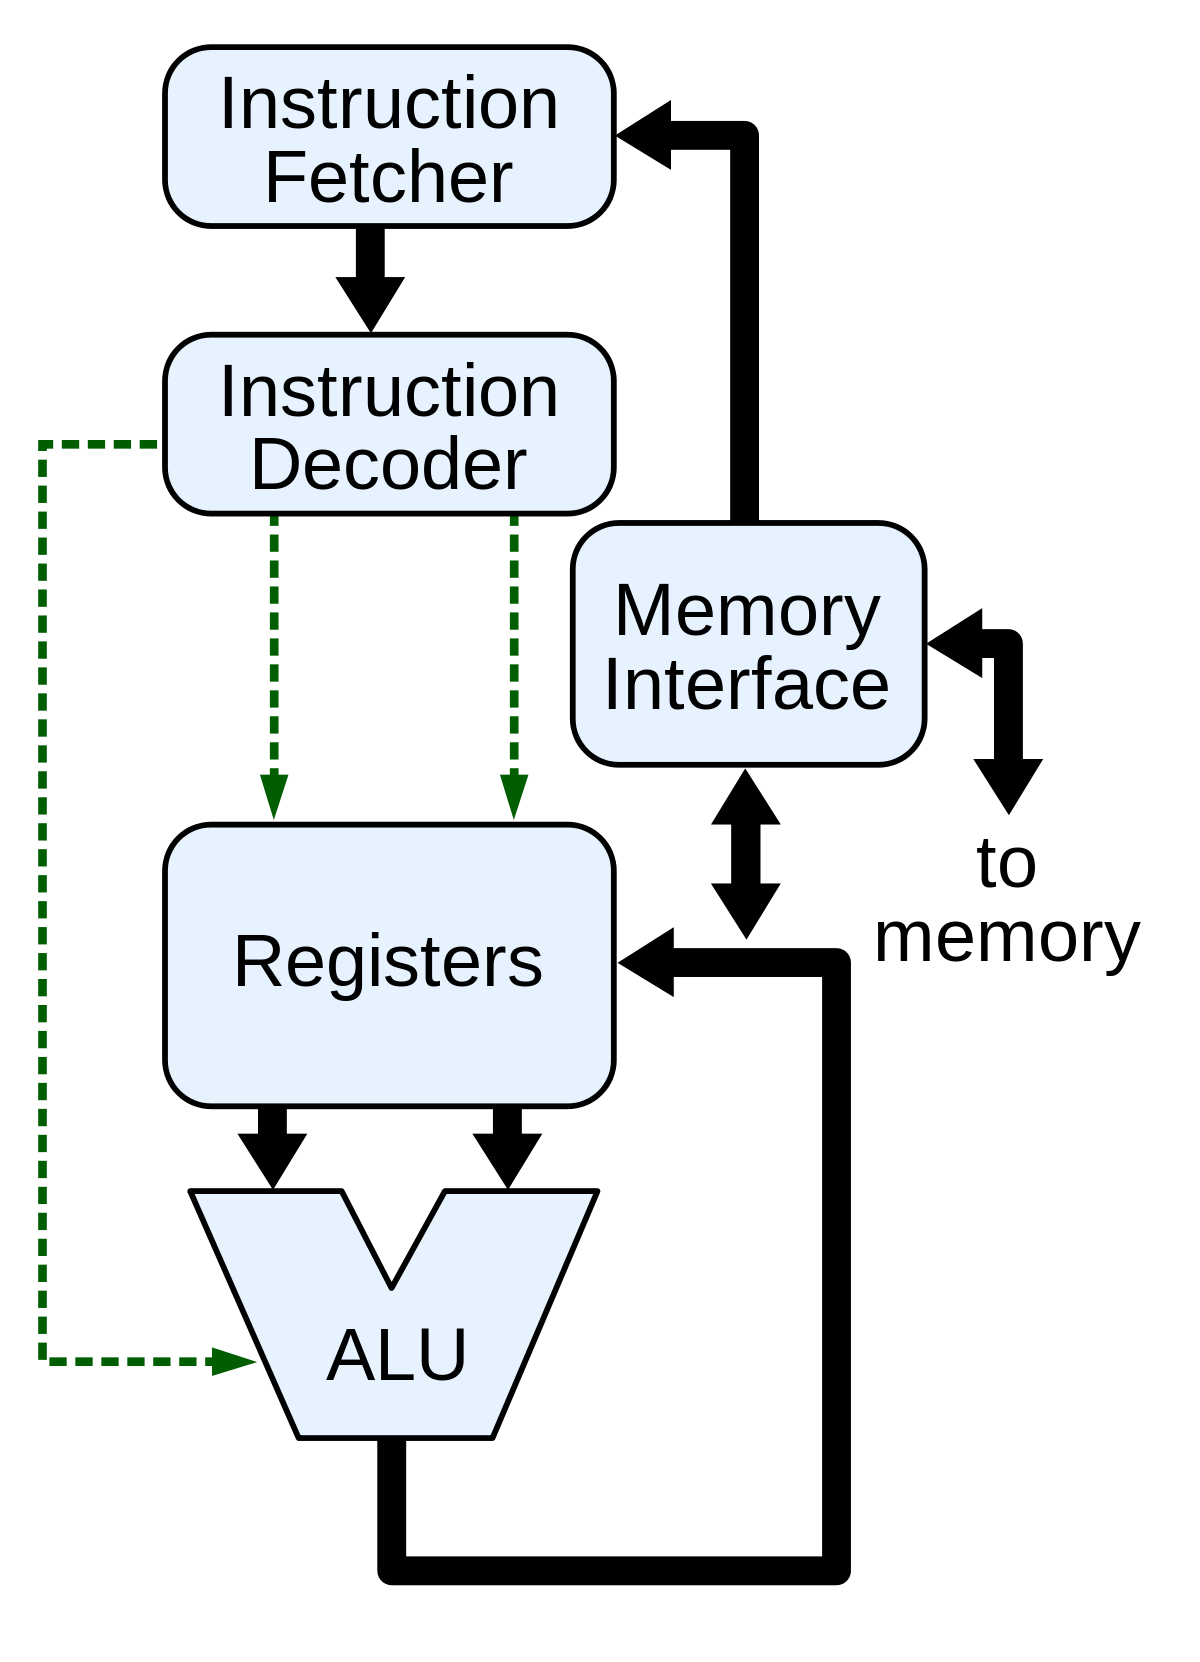 Instruction
Fetcher
Instruction
Decoder
Memory
Interface
to
memory
Registers
ALU